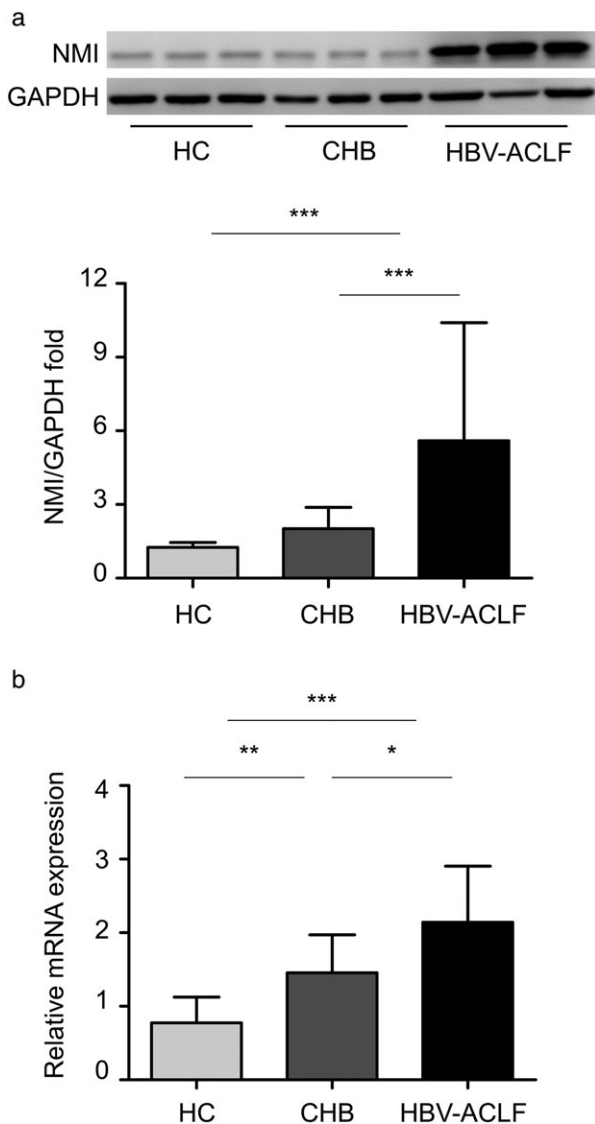 a
NMI
GAPDH
HC CHB HBV-ACLF
***
***
12
9
6
3
0
NMI/GAPDH fold
HC CHB HBV-ACLF
b
***
** *
4
3
2
1
0
Relative mRNA expression
HC CHB HBV-ACLF